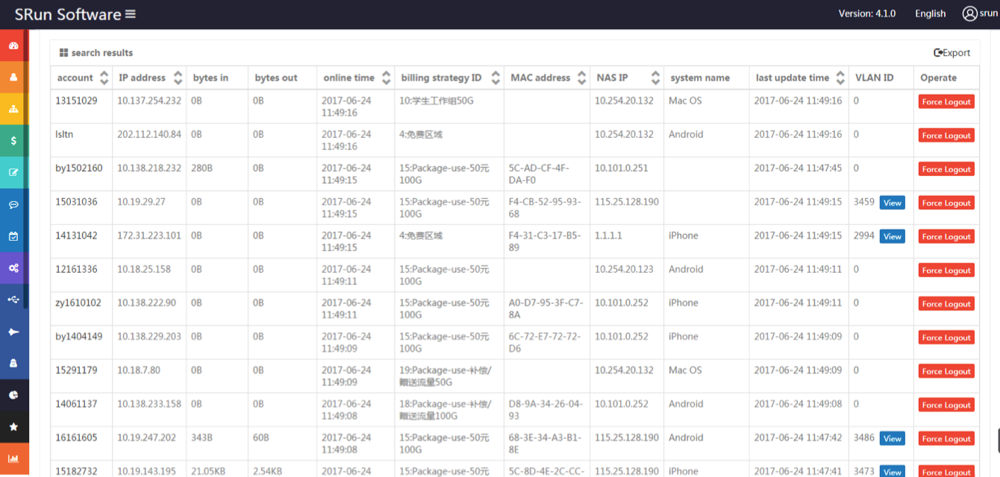 SRun Software
Version: 4.1.0 English srun
search results Export
account IP address bytes in bytes out online time billing strategy ID MAC address NAS IP system name last update time VLAN ID Operate
13151029 10.137.254.232 0B 0B 2017-06-24 10:学生工作组50G 10.254.20.132 Mac OS 2017-06-24 11:49:16 0 Force Logout
11:49:16
lsltn 202.112.140.84 0B 0B 2017-06-24 4:免费区域 10.254.20.132 Android 2017-06-24 11:49:16 0 Force Logout
11:49:16
by1502160 10.138.218.232 280B 0B 2017-06-24 15:Package-use-50元 5C-AD-CF-4F- 10.101.0.251 2017-06-24 11:47:45 0 Force Logout
11:49:15 100G DA-F0
15031036 10.19.29.27 0B 0B 2017-06-24 15:Package-use-50元 F4-CB-52-95-93- 115.25.128.190 2017-06-24 11:49:15 3459 View Force Logout
11:49:15 100G 68
14131042 172.31.223.101 0B 0B 2017-06-24 4:免费区域 F4-31-C3-17-B5- 1.1.1.1 iPhone 2017-06-24 11:49:15 2994 View Force Logout
11:49:15 89
12161336 10.18.25.158 0B 0B 2017-06-24 15:Package-use-50元 10.254.20.123 Android 2017-06-24 11:49:11 0 Force Logout
11:49:11 100G
zy1610102 10.138.222.90 0B 0B 2017-06-24 15:Package-use-50元 A0-D7-95-3F-C7- 10.101.0.252 iPhone 2017-06-24 11:49:11 0 Force Logout
11:49:11 100G 8A
by1404149 10.138.229.203 0B 0B 2017-06-24 15:Package-use-50元 6C-72-E7-72-72- 10.101.0.252 iPhone 2017-06-24 11:49:09 0 Force Logout
11:49:09 100G D6
15291179 10.18.7.80 0B 0B 2017-06-24 19:Package-use-补偿/ 10.254.20.132 Mac OS 2017-06-24 11:49:09 0 Force Logout
11:49:09 赠送流量50G
14061137 10.138.233.158 0B 0B 2017-06-24 18:Package-use-补偿/ D8-9A-34-26-04- 10.101.0.252 Android 2017-06-24 11:49:08 0 Force Logout
11:49:08 赠送流量100G 93
16161605 10.19.247.202 343B 60B 2017-06-24 15:Package-use-50元 68-3E-34-A3-B1- 115.25.128.190 Android 2017-06-24 11:47:42 3486 View Force Logout
11:49:08 100G 8E
15182732 10.19.143.195 21.05KB 2.54KB 2017-06-24 15:Package-use-50元 5C-8D-4E-2C-CC- 115.25.128.190 iPhone 2017-06-24 11:47:41 3473 View Force Logout